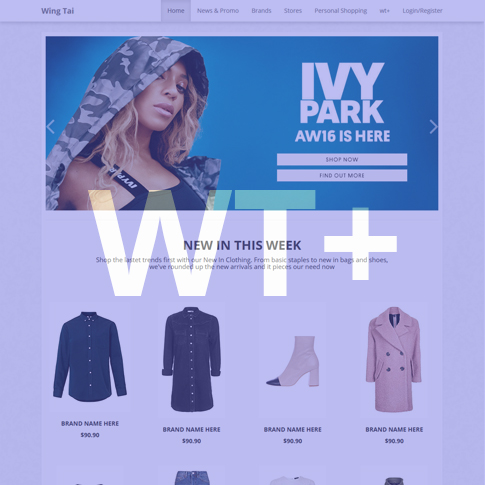 Wing Tai
Home News & Promo Brands Stores Personal Shopping wt+ Login/Register
IVY
PARK
AW16 IS HERE
SHOP NOW
FIND OUT MORE
WT+
NEW IN THIS WEEK
Shop the latet trends first with our New In Clothing. From basic staples to new in bags and shoes,
we've rounded up the new arrivals and it pieces our need now
BRAND NAME HERE BRAND NAME HERE BRAND NAME HERE BRAND NAME HERE
$90.90 $90.90 $90.90 $90.90